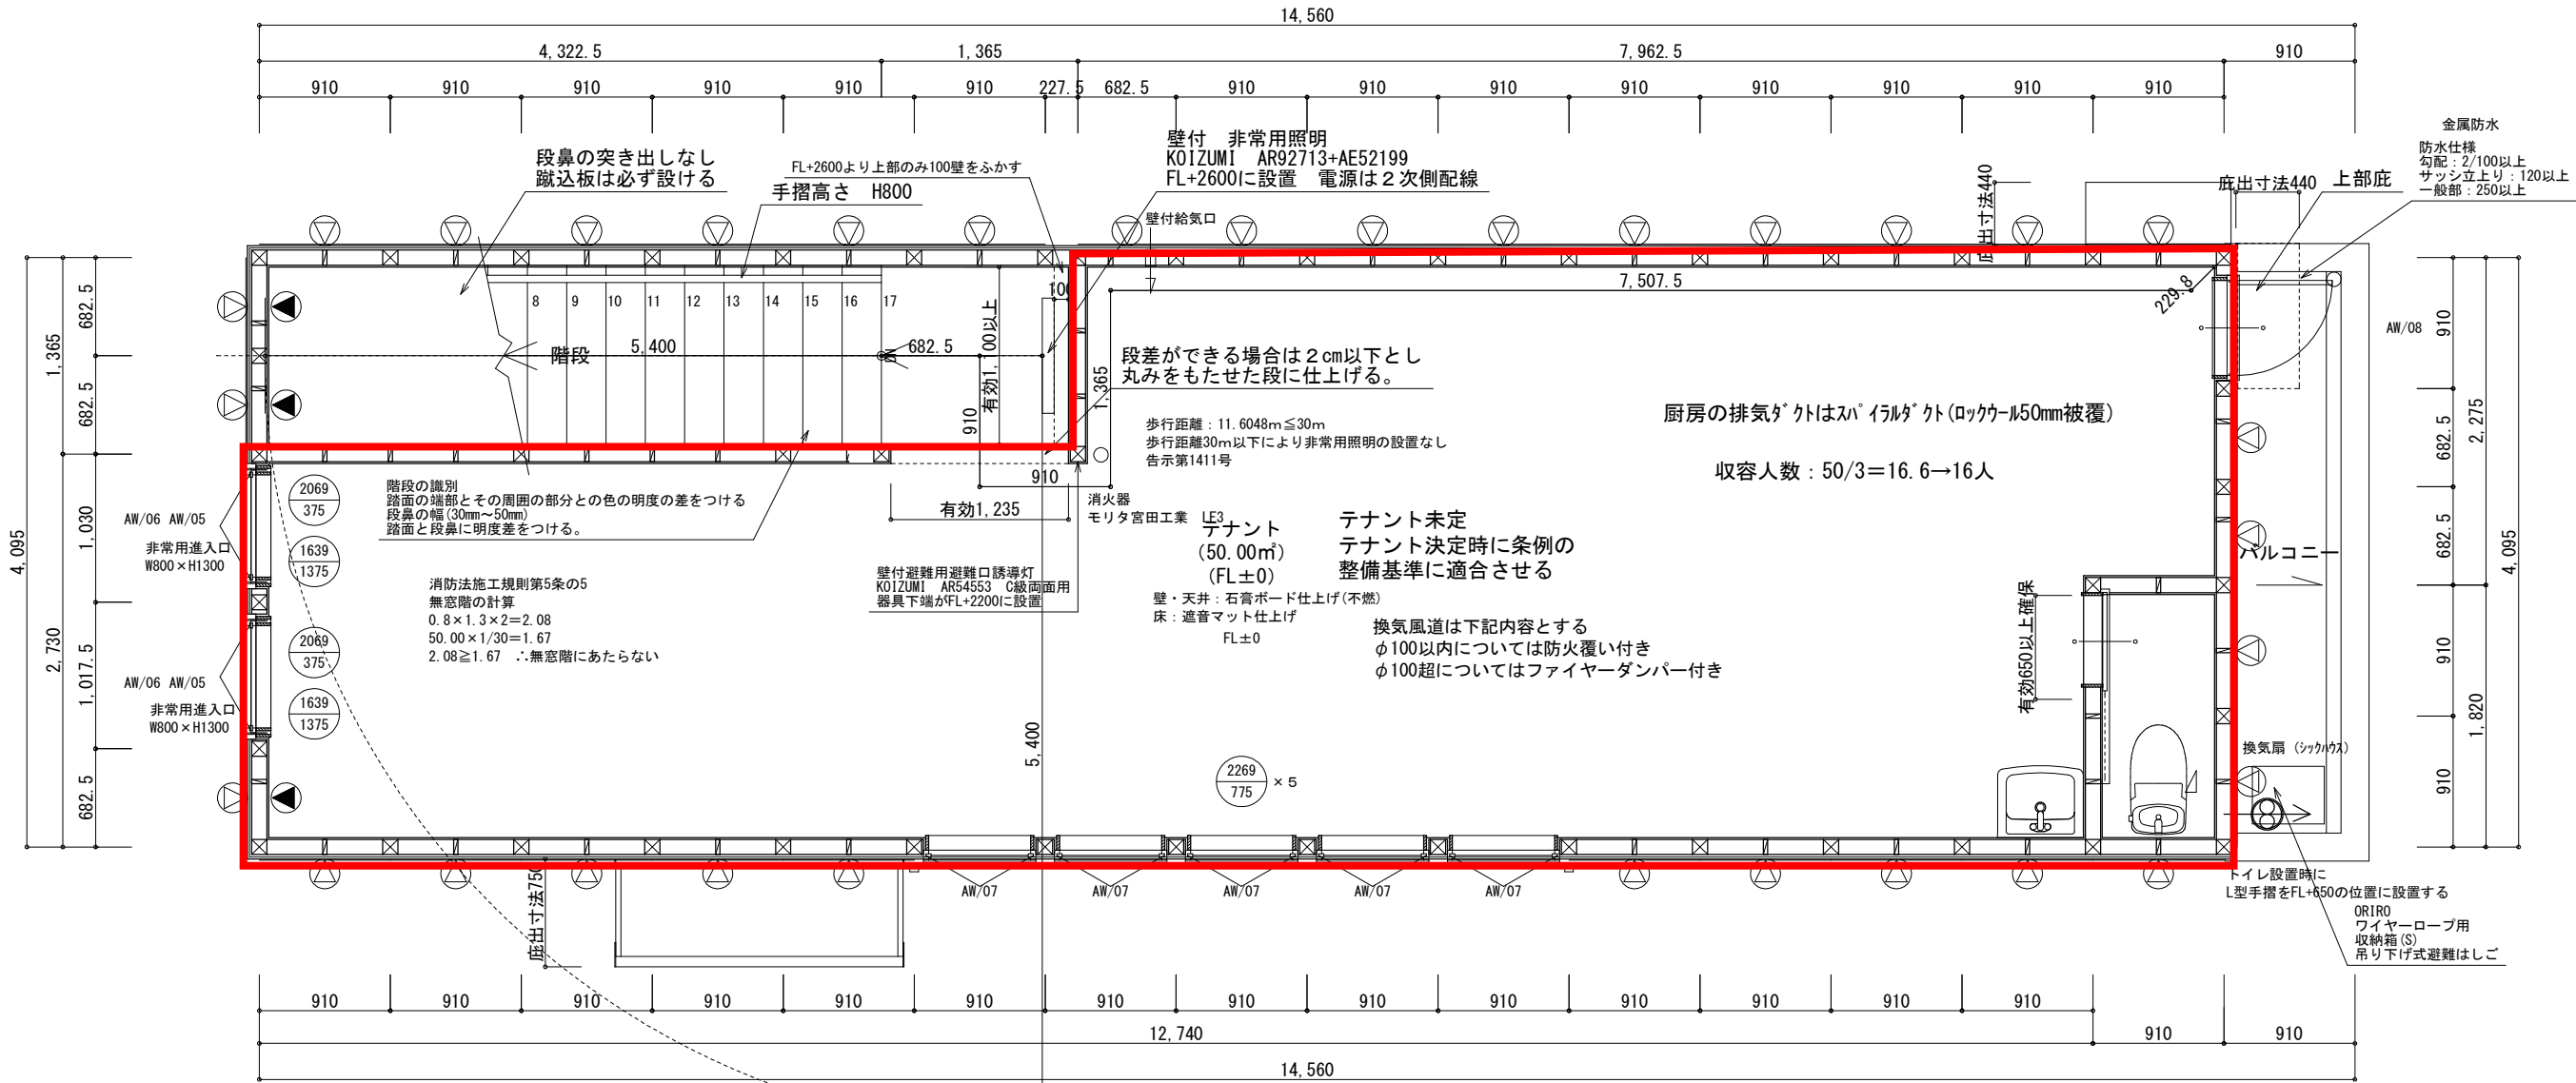 14,560
4,322.5
1,365
7,962.5
910
910
910
910
910
910
910
227.5
682.5
910
910
910
910
910
910
910
910
段鼻の突き出しなし
蹴込板は必ず設ける
FL+2600より上部のみ100壁をふかす
手摺高さ H800
壁付 非常用照明
KOIZUMI AR92713+AE52199
FL+2600に設置 電源は2次側配線
壁付給気口
庇出寸法440
庇出寸法440
上部庇
金属防水
防水仕様
勾配:2/100以上
サッシ立上り:120以上
一般部:250以上
4,095
1,365
2,730
682.5
682.5
1,030
1,017.5
682.5
8
9
10
11
12
13
14
15
16
17
100
階段
5,400
DN
682.5
有効1,100以上
910
1,365
910
7,507.5
229.8
段差ができる場合は2cm以下とし
丸みをもたせた段に仕上げる。
歩行距離:11.6048m≦30m
歩行距離30m以下により非常用照明の設置なし
告示第1411号
厨房の排気ダクトはスパイラルダクト(ロックウール50mm被覆)
収容人数:50/3=16.6→16人
AW/08
910
682.5
682.5
910
910
2,275
1,820
4,095
AW/06 AW/05
非常用進入口
W800×H1300
AW/06 AW/05
非常用進入口
W800×H1300
2069
375
1639
1375
2069
375
1639
1375
階段の識別
踏面の端部とその周囲の部分との色の明度の差をつける
段鼻の幅(30mm~50mm)
踏面と段鼻に明度差をつける。
有効1,235
消火器
モリタ宮田工業 LE3
消防法施工規則第5条の5
無窓階の計算
0.8×1.3×2=2.08
50.00×1/30=1.67
2.08≧1.67 ∴無窓階にあたらない
壁付避難用避難口誘導灯
KOIZUMI AR54553 C級両面用
器具下端がFL+2200に設置
テナント
(50.00㎡)
(FL±0)
壁・天井:石膏ボード仕上げ(不燃)
床:遮音マット仕上げ
FL±0
テナント未定
テナント決定時に条例の
整備基準に適合させる
換気風道は下記内容とする
φ100以内については防火覆い付き
φ100超についてはファイヤーダンパー付き
有効650以上確保
バルコニー
換気扇 (シックハウス)
5,400
2269
775
×5
AW/07
AW/07
AW/07
AW/07
AW/07
庇出寸法750
トイレ設置時に
L型手摺をFL+650の位置に設置する
ORIRO
ワイヤーロープ用
収納箱(S)
吊り下げ式避難はしご
910
910
910
910
910
910
910
910
910
910
910
910
910
910
12,740
910
910
14,560